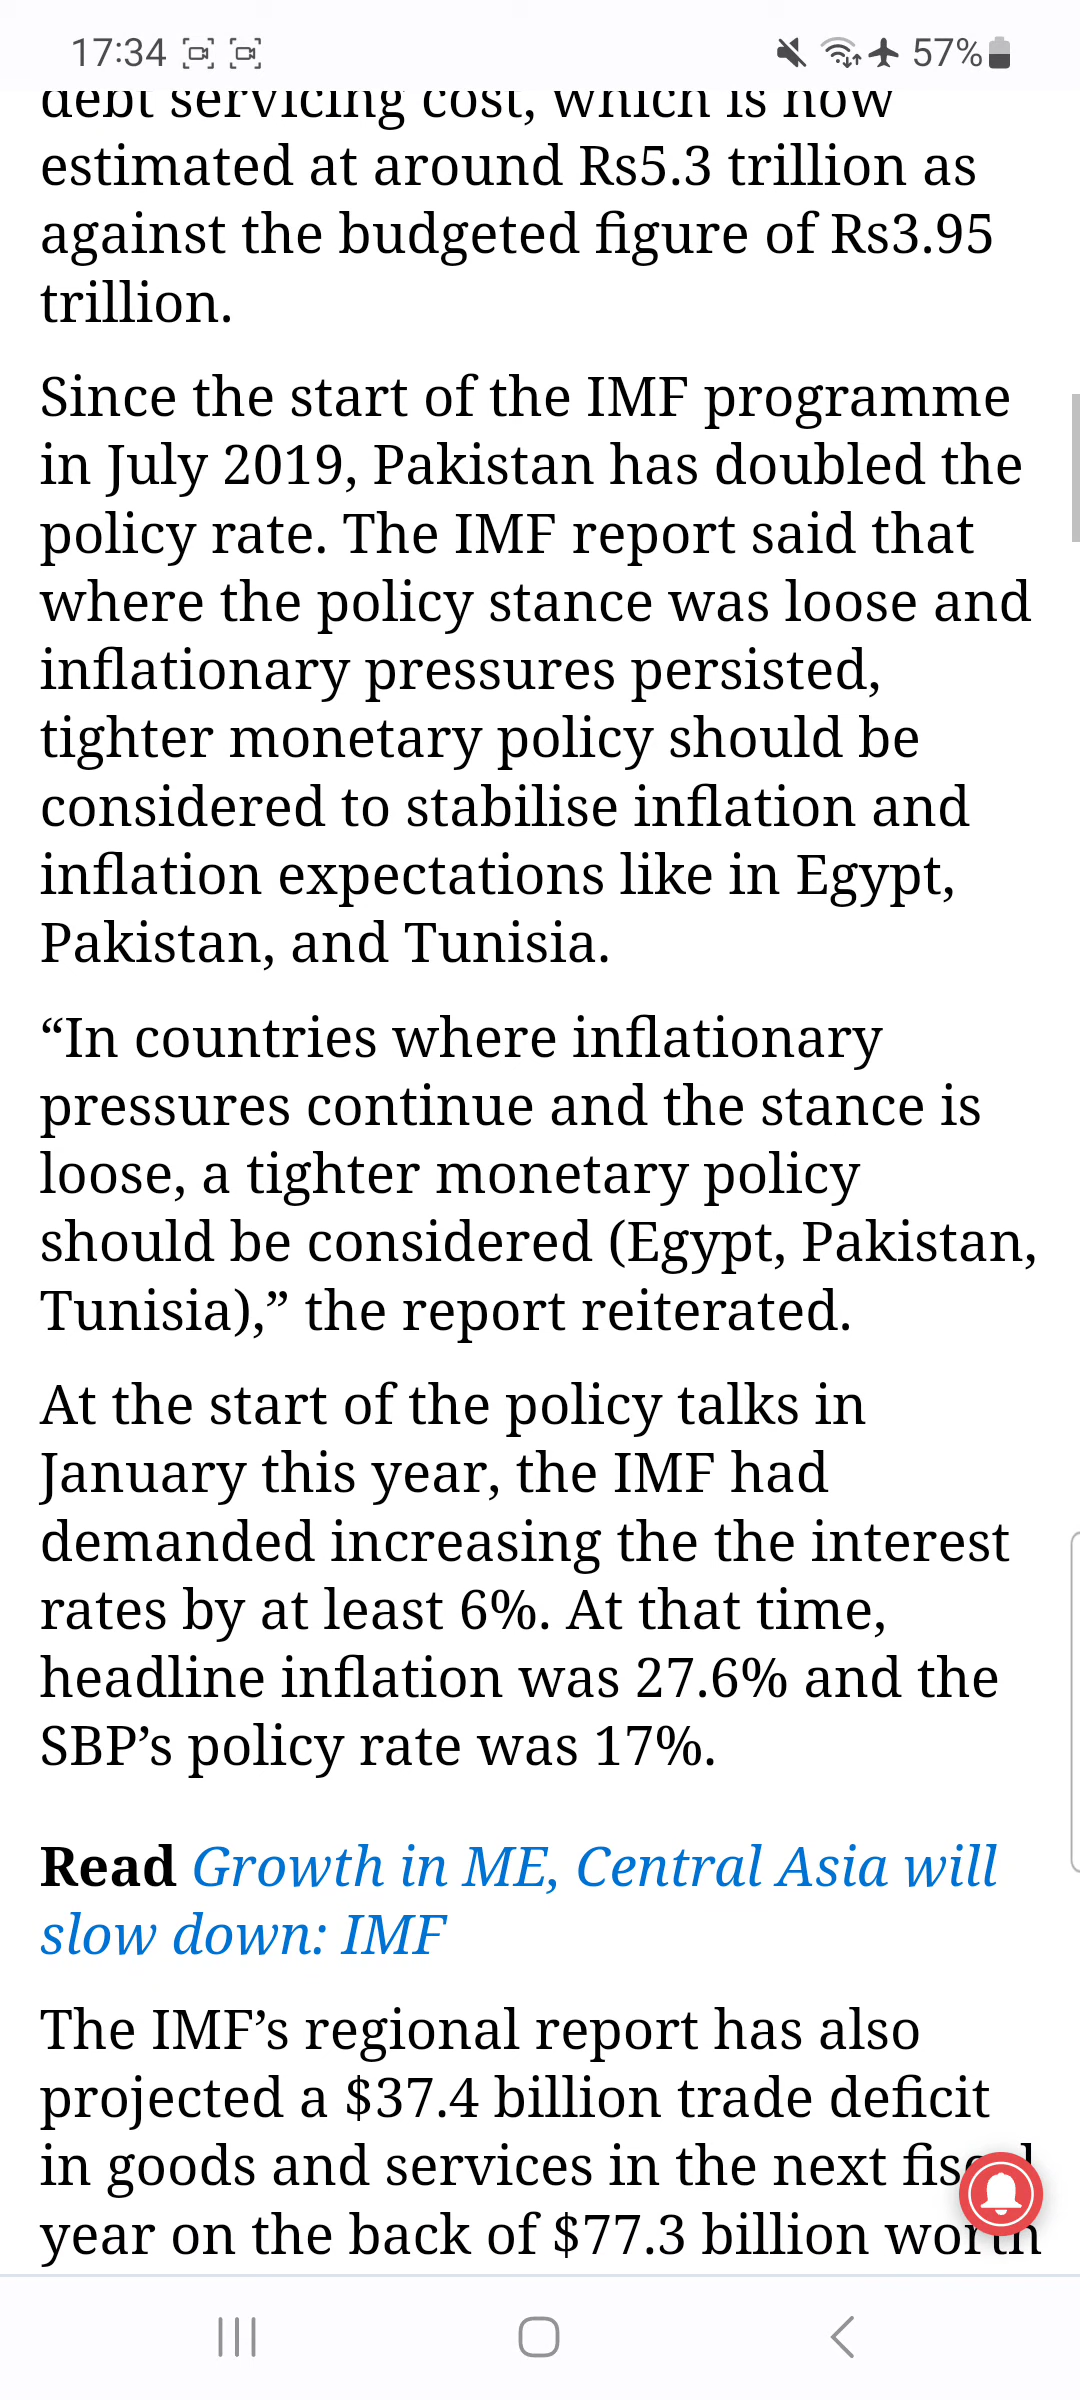 17:34 57%
debt servicing cost, which is now
estimated at around Rs5.3 trillion as
against the budgeted figure of Rs3.95
trillion.
Since the start of the IMF programme
in July 2019, Pakistan has doubled the
policy rate. The IMF report said that
where the policy stance was loose and
inflationary pressures persisted,
tighter monetary policy should be
considered to stabilise inflation and
inflation expectations like in Egypt,
Pakistan, and Tunisia.
“In countries where inflationary
pressures continue and the stance is
loose, a tighter monetary policy
should be considered (Egypt, Pakistan,
Tunisia),” the report reiterated.
At the start of the policy talks in
January this year, the IMF had
demanded increasing the the interest
rates by at least 6%. At that time,
headline inflation was 27.6% and the
SBP’s policy rate was 17%.
Read Growth in ME, Central Asia will
slow down: IMF
The IMF’s regional report has also
projected a $37.4 billion trade deficit
in goods and services in the next fiscal
year on the back of $77.3 billion worth